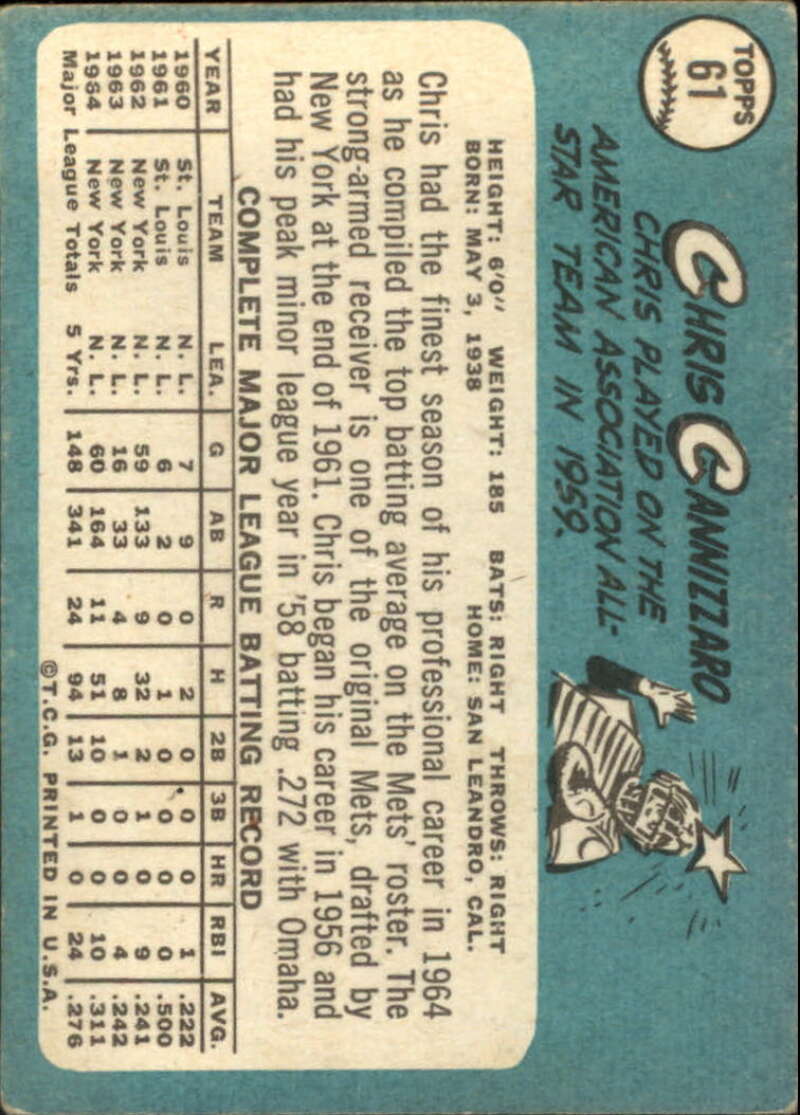 TOPPS
61
CHRIS CANNIZZARO
CHRIS PLAYED ON THE
AMERICAN ASSOCIATION ALL-
STAR TEAM IN 1959.
HEIGHT: 6'0" WEIGHT: 185 BATS: RIGHT THROWS: RIGHT
BORN: MAY 3, 1938 HOME: SAN LEANDRO, CAL.
Chris had the finest season of his professional career in 1964
as he compiled the top batting average on the Mets' roster. The
strong-armed receiver is one of the original Mets, drafted by
New York at the end of 1961. Chris began his career in 1956 and
had his peak minor league year in '58 batting .272 with Omaha.
COMPLETE MAJOR LEAGUE BATTING RECORD
YEAR TEAM LEA. G AB R H 2B 3B HR RBI AVG.
1960 St. Louis N. L. 7 9 0 2 0 0 0 1 .222
1961 St. Louis N. L. 6 2 0 1 0 0 0 0 .500
1962 New York N. L. 59 133 9 32 2 1 0 9 .241
1963 New York N. L. 16 33 4 8 1 0 0 4 .242
1964 New York N. L. 60 164 11 51 10 0 0 10 .311
Major League Totals 5 Yrs. 148 341 24 94 13 1 0 24 .276
©T.C.G. PRINTED IN U.S.A.